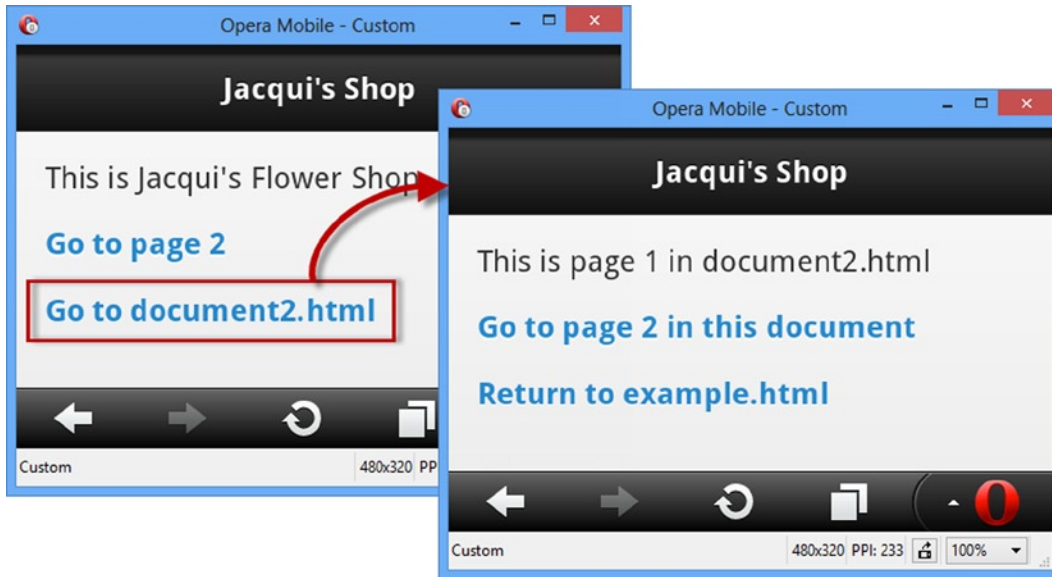 Opera Mobile - Custom
Jacqui's Shop
This is Jacqui's Flower Shop
Go to page 2
Go to document2.html
Custom
480x320 PP
Opera Mobile - Custom
Jacqui's Shop
This is page 1 in document2.html
Go to page 2 in this document
Return to example.html
Custom
480x320 PPI: 233 100%